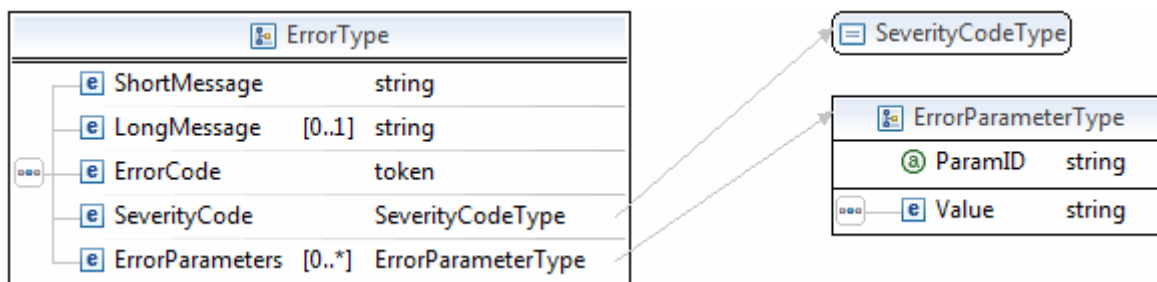 ErrorType
e ShortMessage string
e LongMessage [0..1] string
e ErrorCode token
e SeverityCode SeverityCodeType
e ErrorParameters [0..*] ErrorParameterType
SeverityCodeType
ErrorParameterType
a ParamID string
e Value string